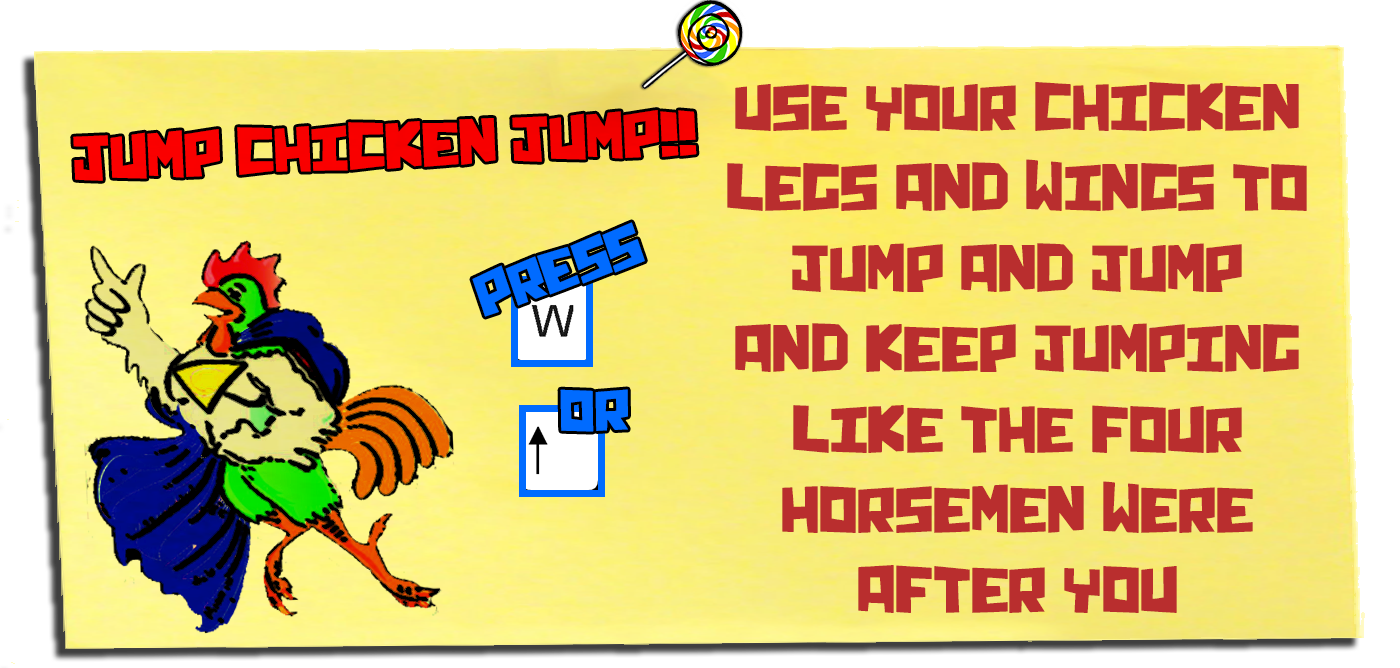 JUMP CHICKEN JUMP!!
PRESS
W
OR
↑
USE YOUR CHICKEN
LEGS AND WINGS TO
JUMP AND JUMP
AND KEEP JUMPING
LIKE THE FOUR
HORSEMEN WERE
AFTER YOU